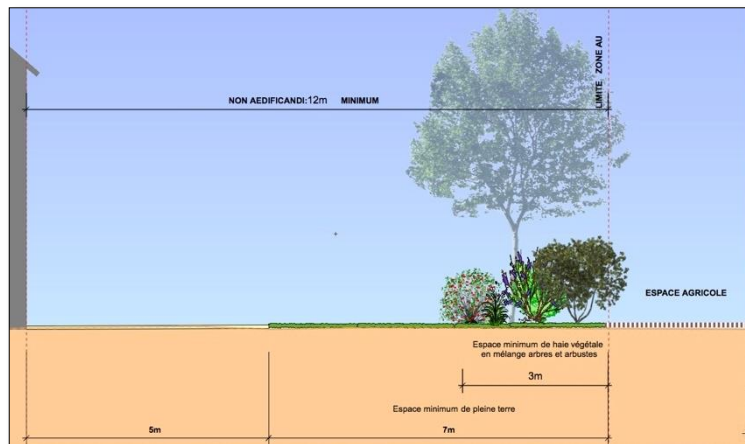 NON AEDIFICANDI:12m MINIMUM
LIMITE ZONE AU
ESPACE AGRICOLE
Espace minimum de haie végétale
en mélange arbres et arbustes
3m
Espace minimum de pleine terre
5m
7m